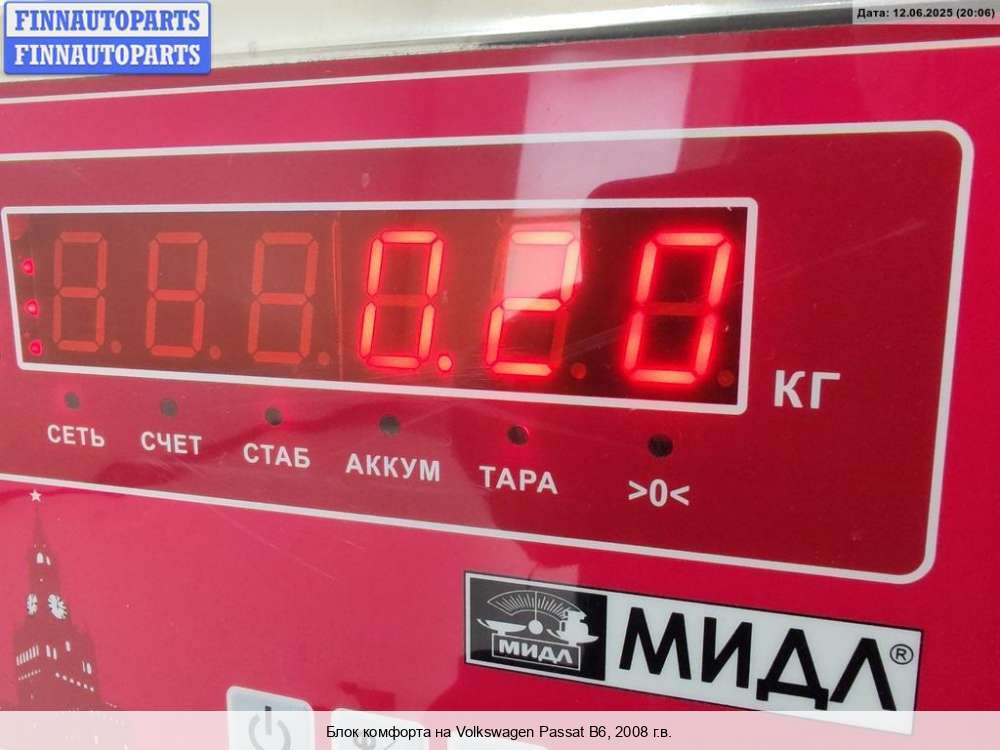 FINNAUTOPARTS
FINNAUTOPARTS
Дата: 12.06.2025 (20:06)
0.20
КГ
СЕТЬ СЧЕТ СТАБ АККУМ ТАРА >0<
МИДЛ
МИДЛ®
Блок комфорта на Volkswagen Passat B6, 2008 г.в.